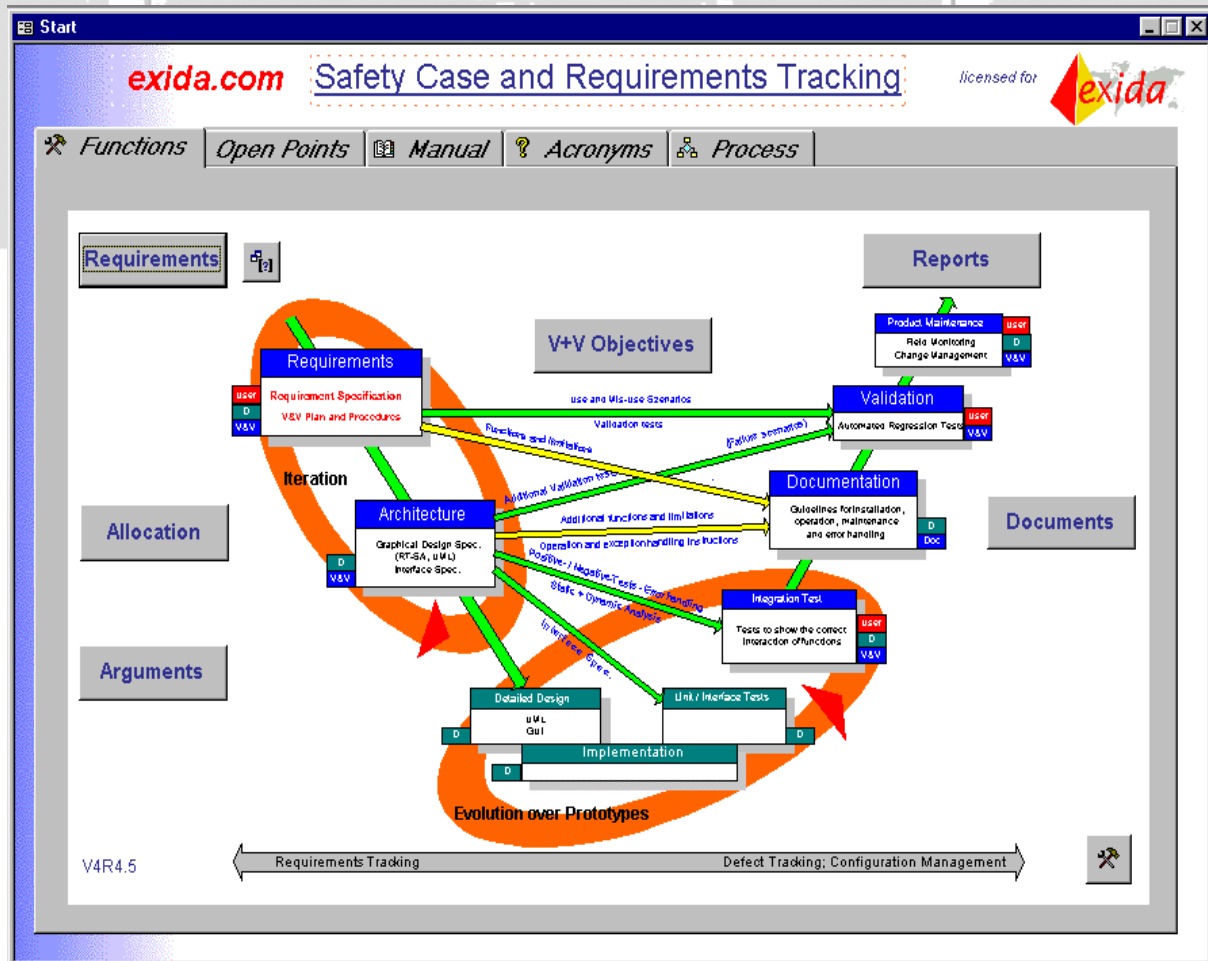 Start
exida.com
Safety Case and Requirements Tracking
licensed for
exida
Functions
Open Points
Manual
Acronyms
Process
Requirements
[?]
Reports
V+V Objectives
Product Maintenance
Field Monitoring
Change Management
user
D
V&V
Requirements
Requirement Specification
V&V Plan and Procedures
user
D
V&V
use and Mis-use Szenarios
Validation tests
Functions and limitations
(Failure scenarios)
Additional Validation tests
Validation
Automated Regression Tests
user
V&V
Iteration
Documentation
Guidelines for installation,
operation, maintenance
and error handling
D
Doc
Allocation
Architecture
Graphical Design Spec.
(RT-SA, UML)
Interface Spec.
D
V&V
Additional functions and limitations
Operation and exception handling instructions
Positive- / Negative-Tests - Error handling
Static + Dynamic Analysis
Interface Spec.
Documents
Integration Test
Tests to show the correct
interaction of functions
user
D
V&V
Arguments
Detailed Design
UML
GUI
D
Unit / Interface Tests
D
Implementation
D
Evolution over Prototypes
V4R4.5
Requirements Tracking
Defect Tracking; Configuration Management